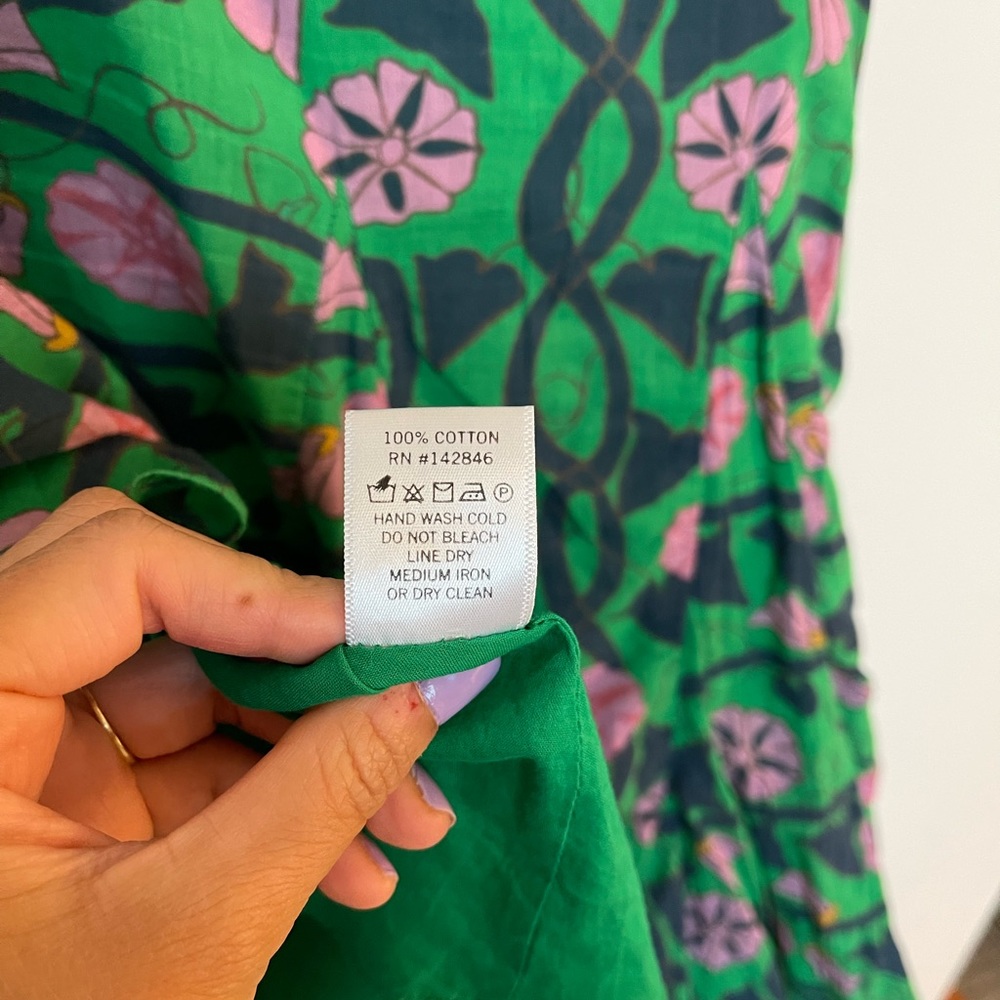 100% COTTON
RN #142846
P
HAND WASH COLD
DO NOT BLEACH
LINE DRY
MEDIUM IRON
OR DRY CLEAN